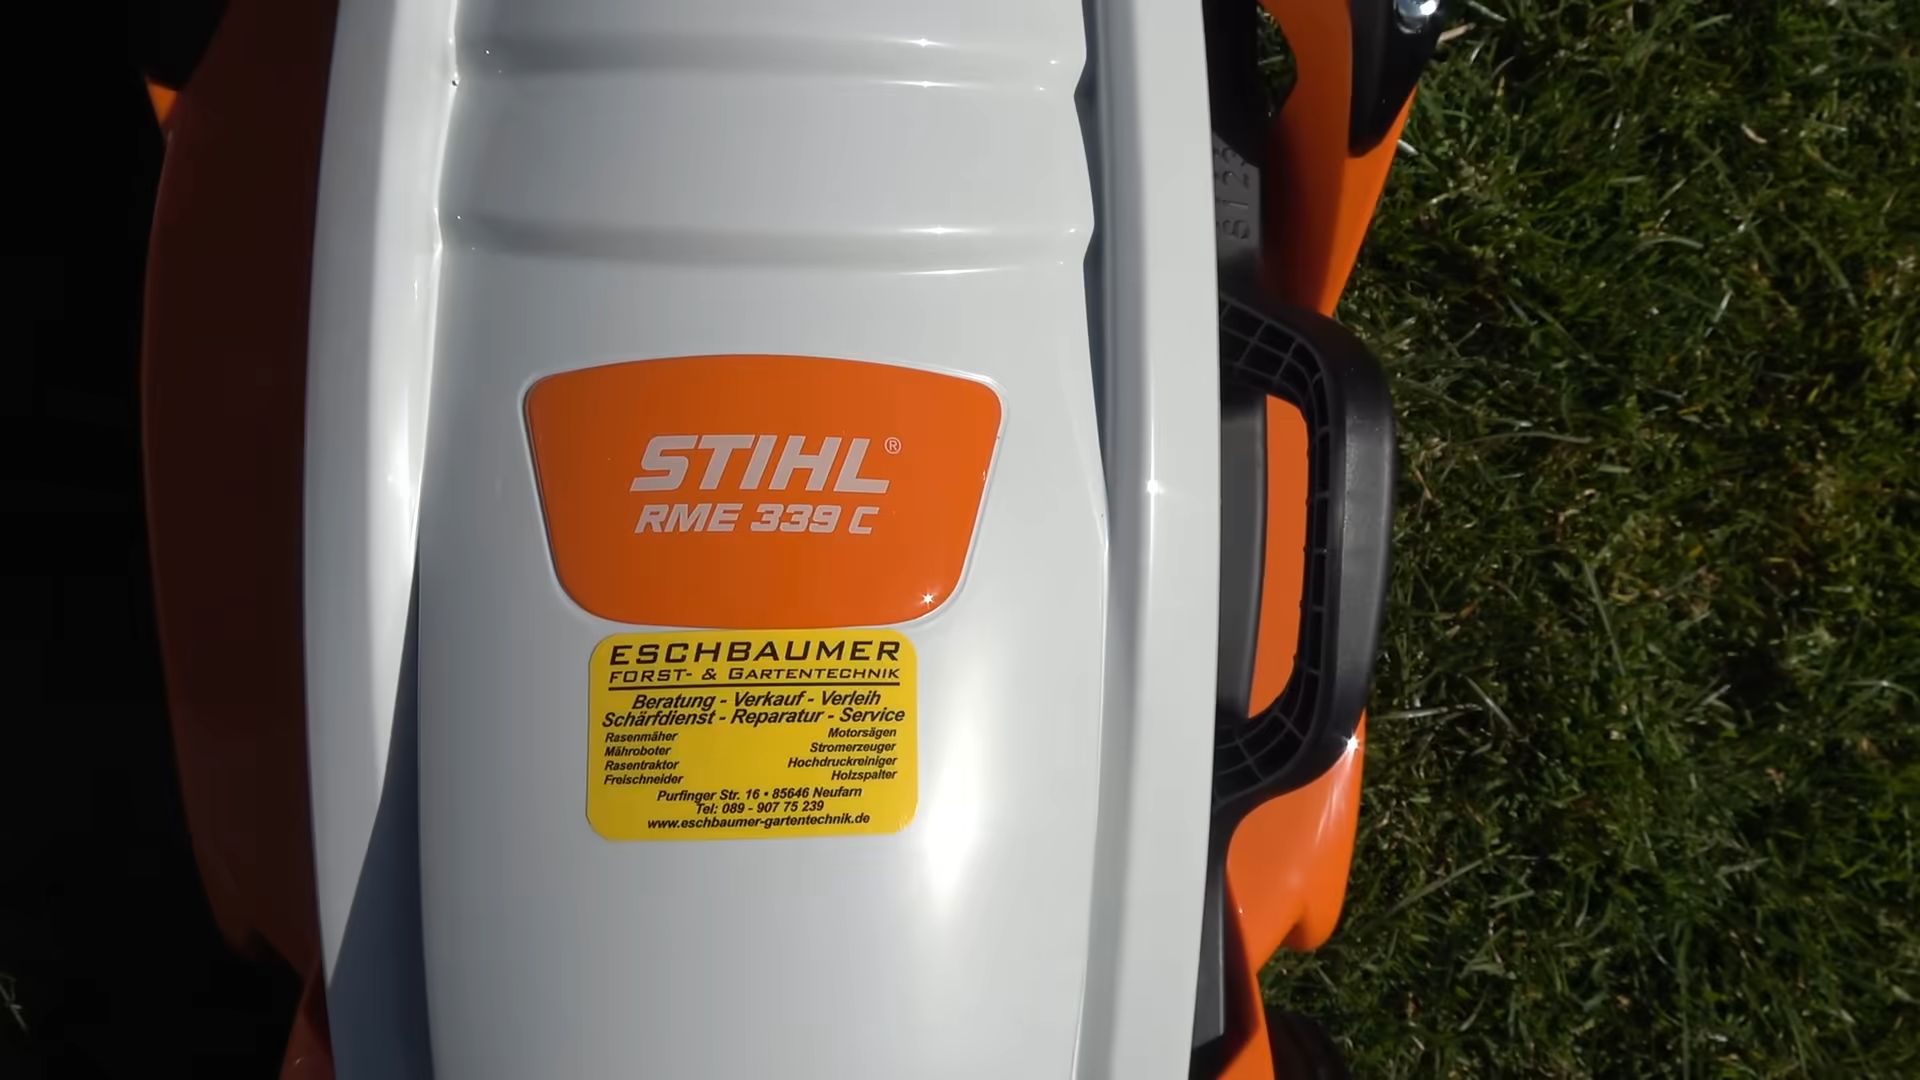 STIHL®
RME 339 C
ESCHBAUMER
FORST- & GARTENTECHNIK
Beratung - Verkauf - Verleih
Schärfdienst - Reparatur - Service
Rasenmäher Motorsägen
Mähroboter Stromerzeuger
Rasentraktor Hochdruckreiniger
Freischneider Holzspalter
Purfinger Str. 16 • 85646 Neufarn
Tel: 089 - 907 75 239
www.eschbaumer-gartentechnik.de